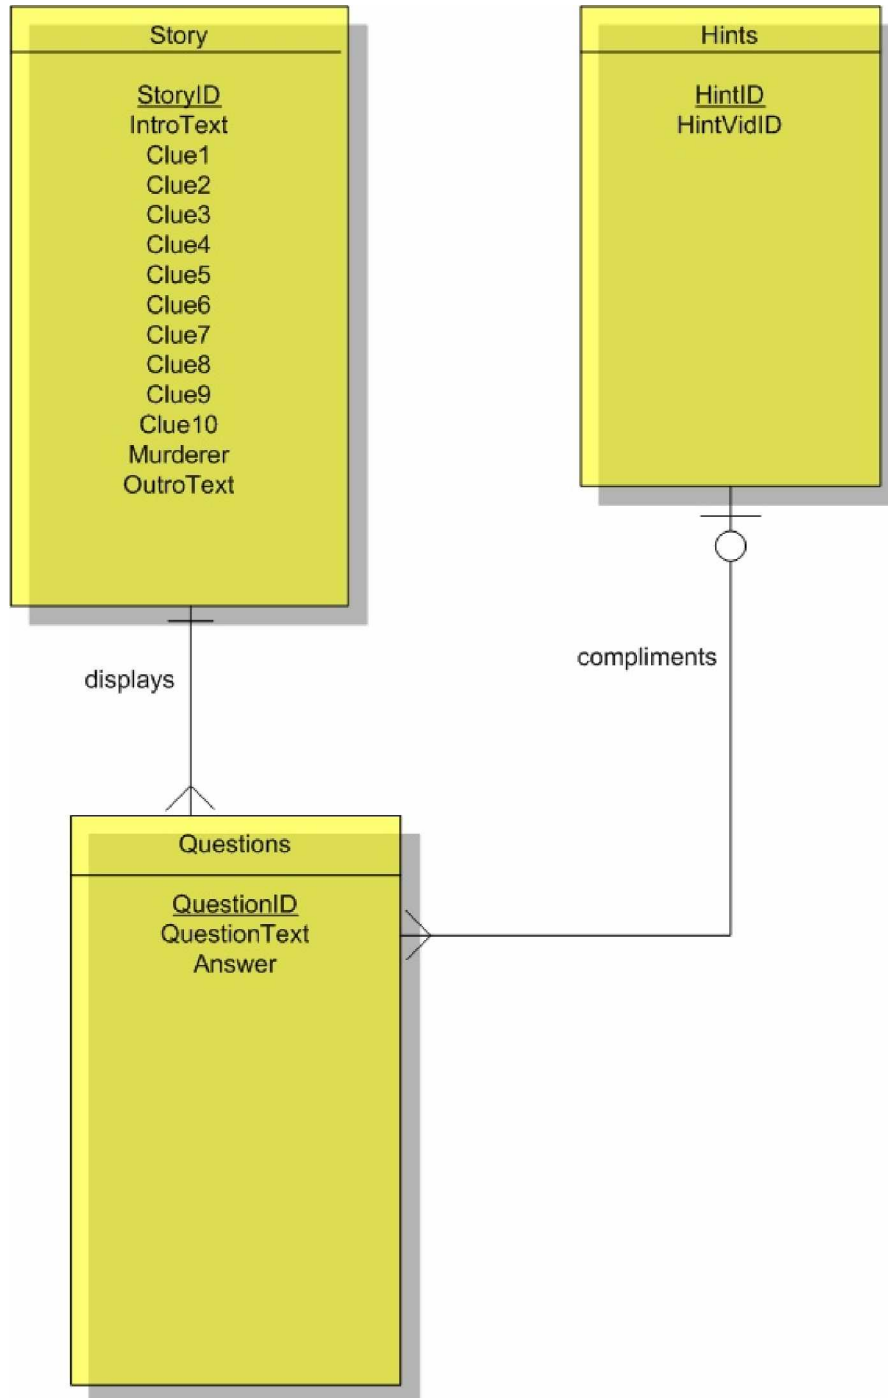 Story
StoryID
IntroText
Clue1
Clue2
Clue3
Clue4
Clue5
Clue6
Clue7
Clue8
Clue9
Clue10
Murderer
OutroText
Hints
HintID
HintVidID
displays
compliments
Questions
QuestionID
QuestionText
Answer